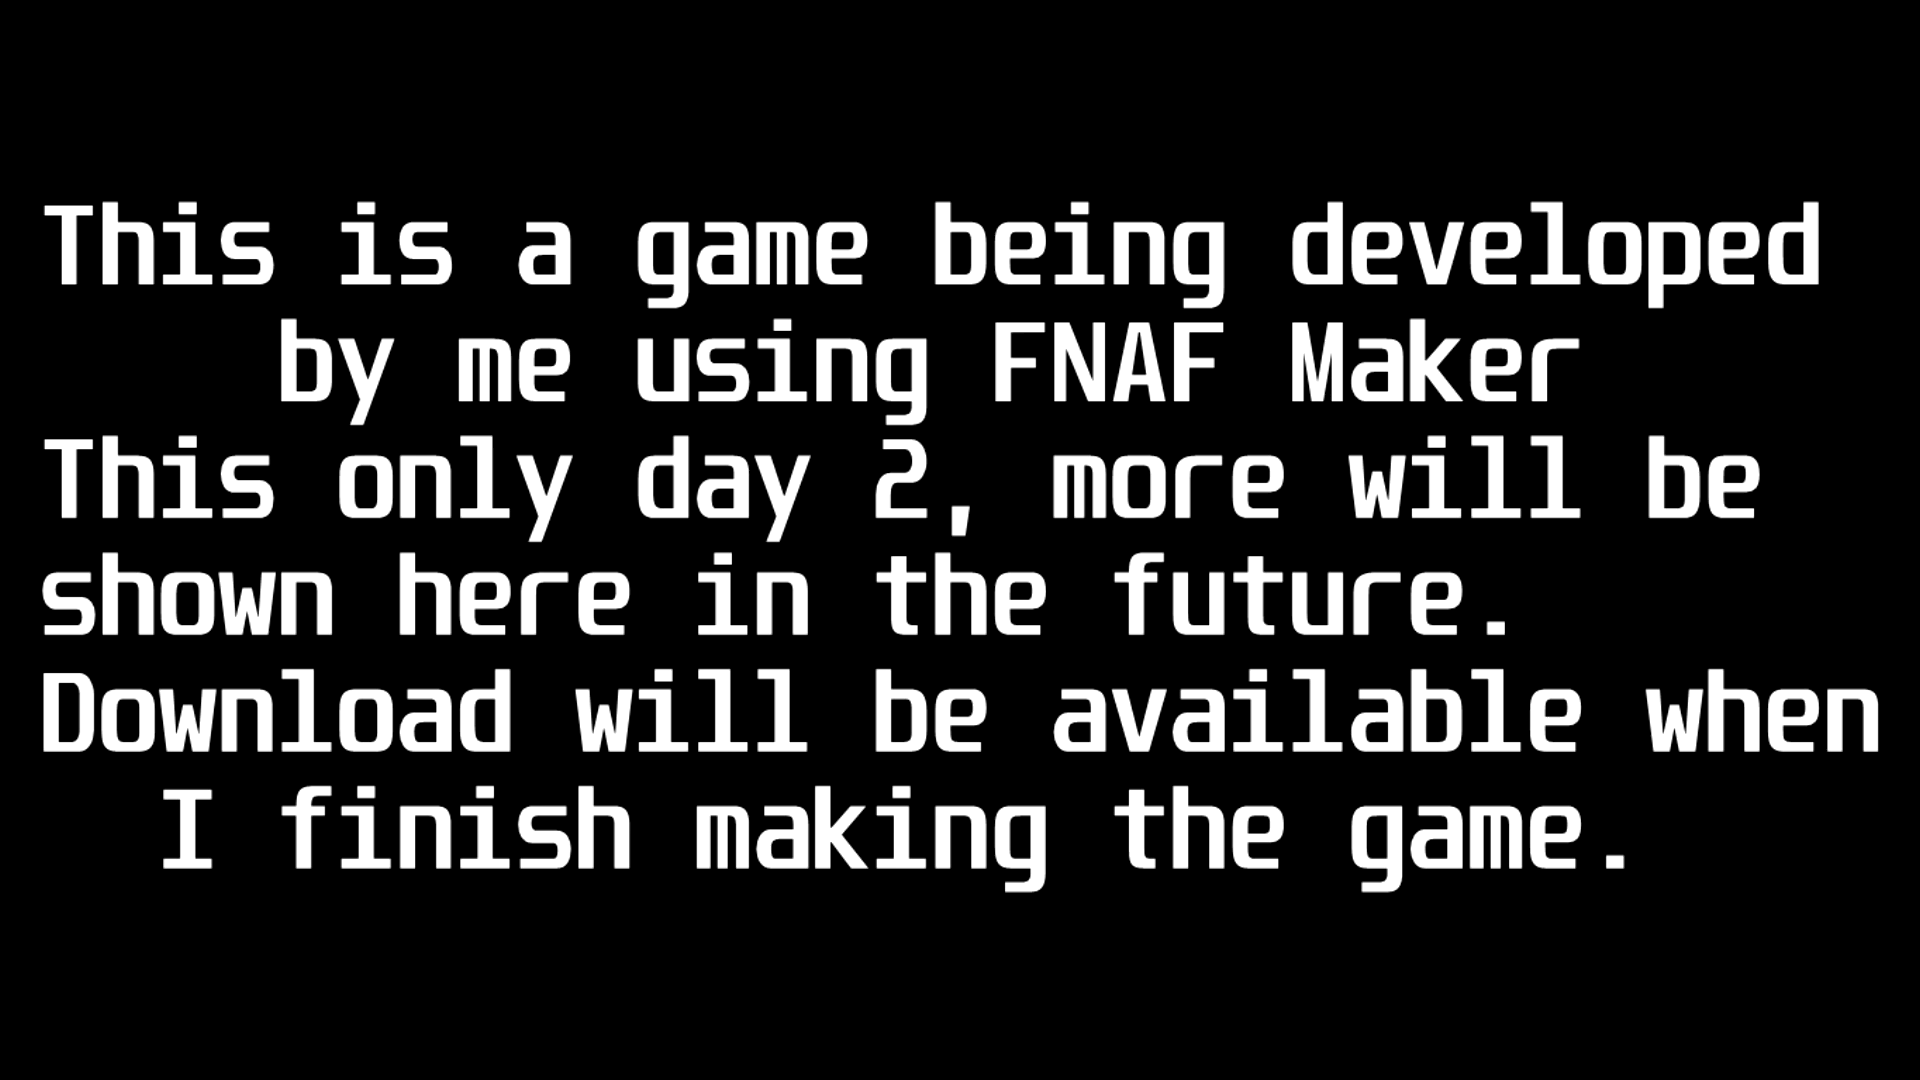 This is a game being developed
by me using FNAF Maker
This only day 2, more will be
shown here in the future.
Download will be available when
I finish making the game.